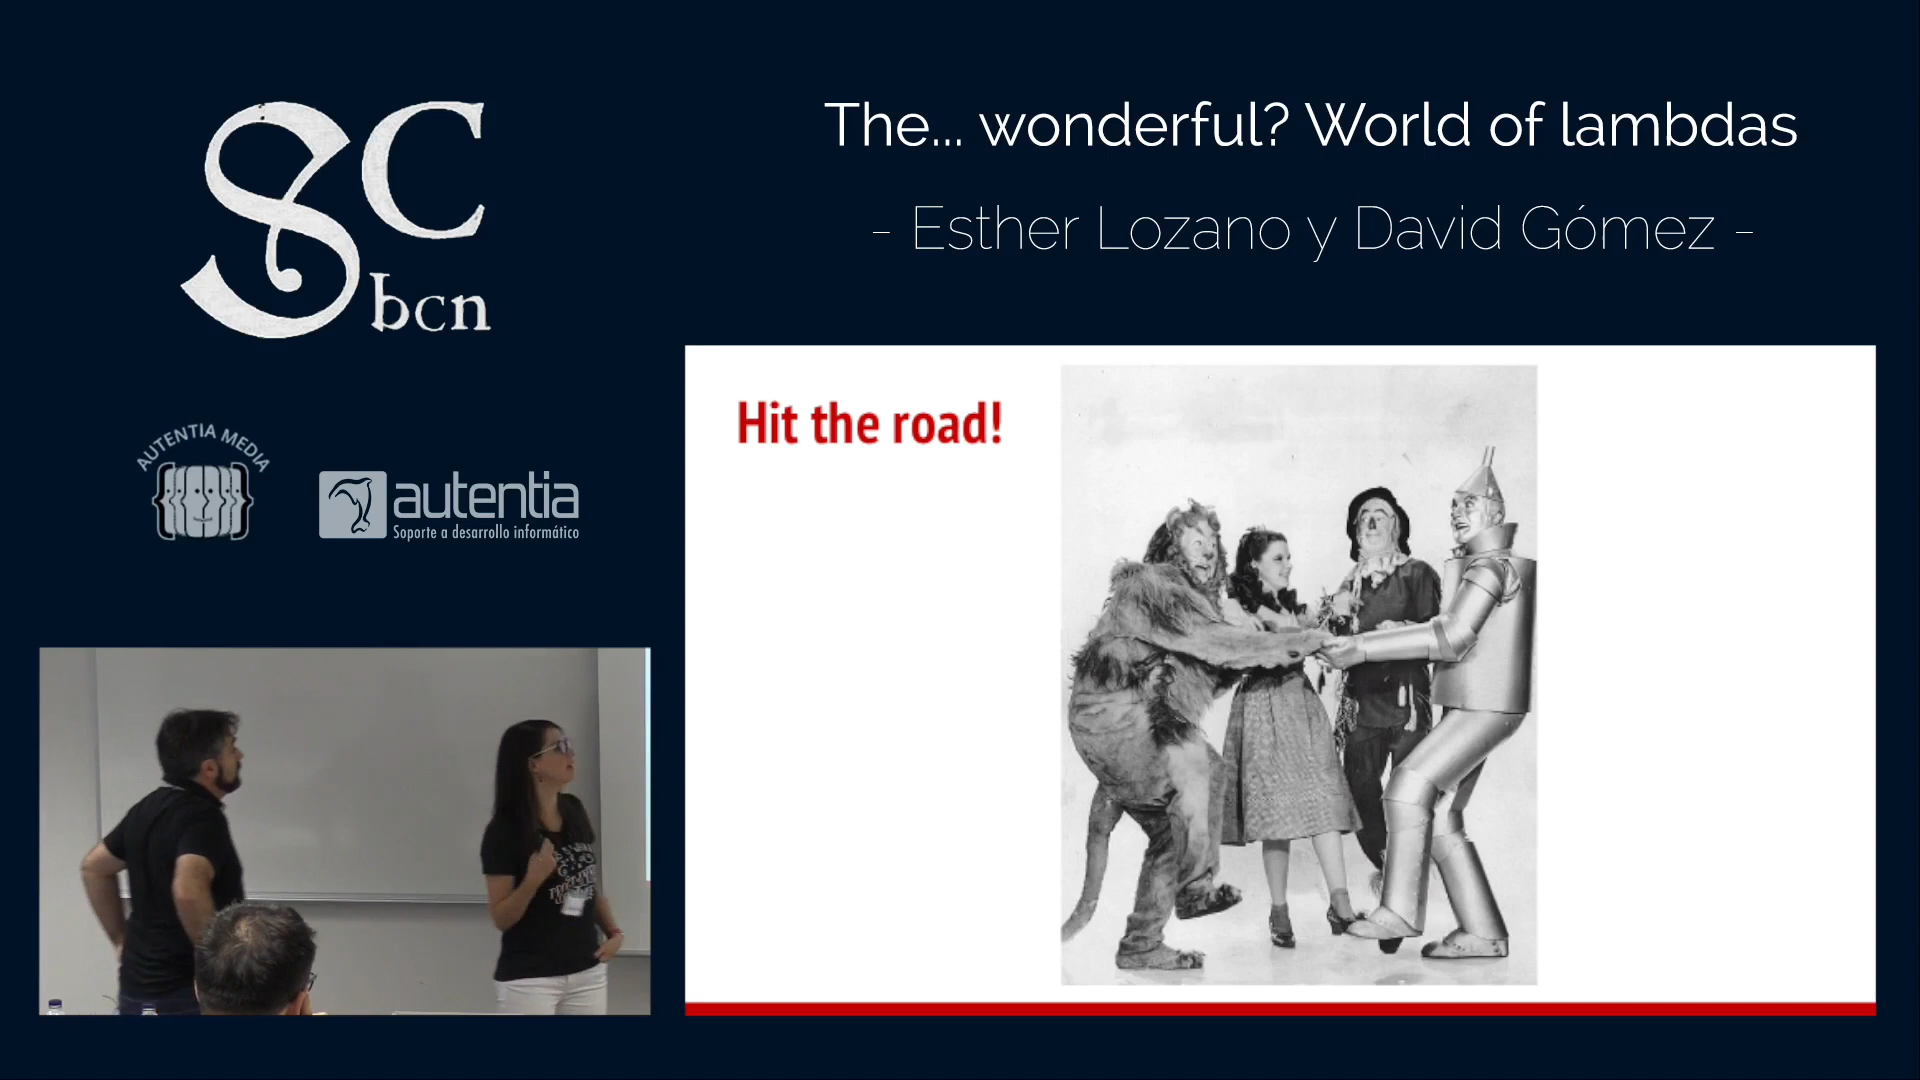 SC
bcn
The... wonderful? World of lambdas
- Esther Lozano y David Gómez -
AUTENTIA MEDIA
autentia
Soporte a desarrollo informático
Hit the road!